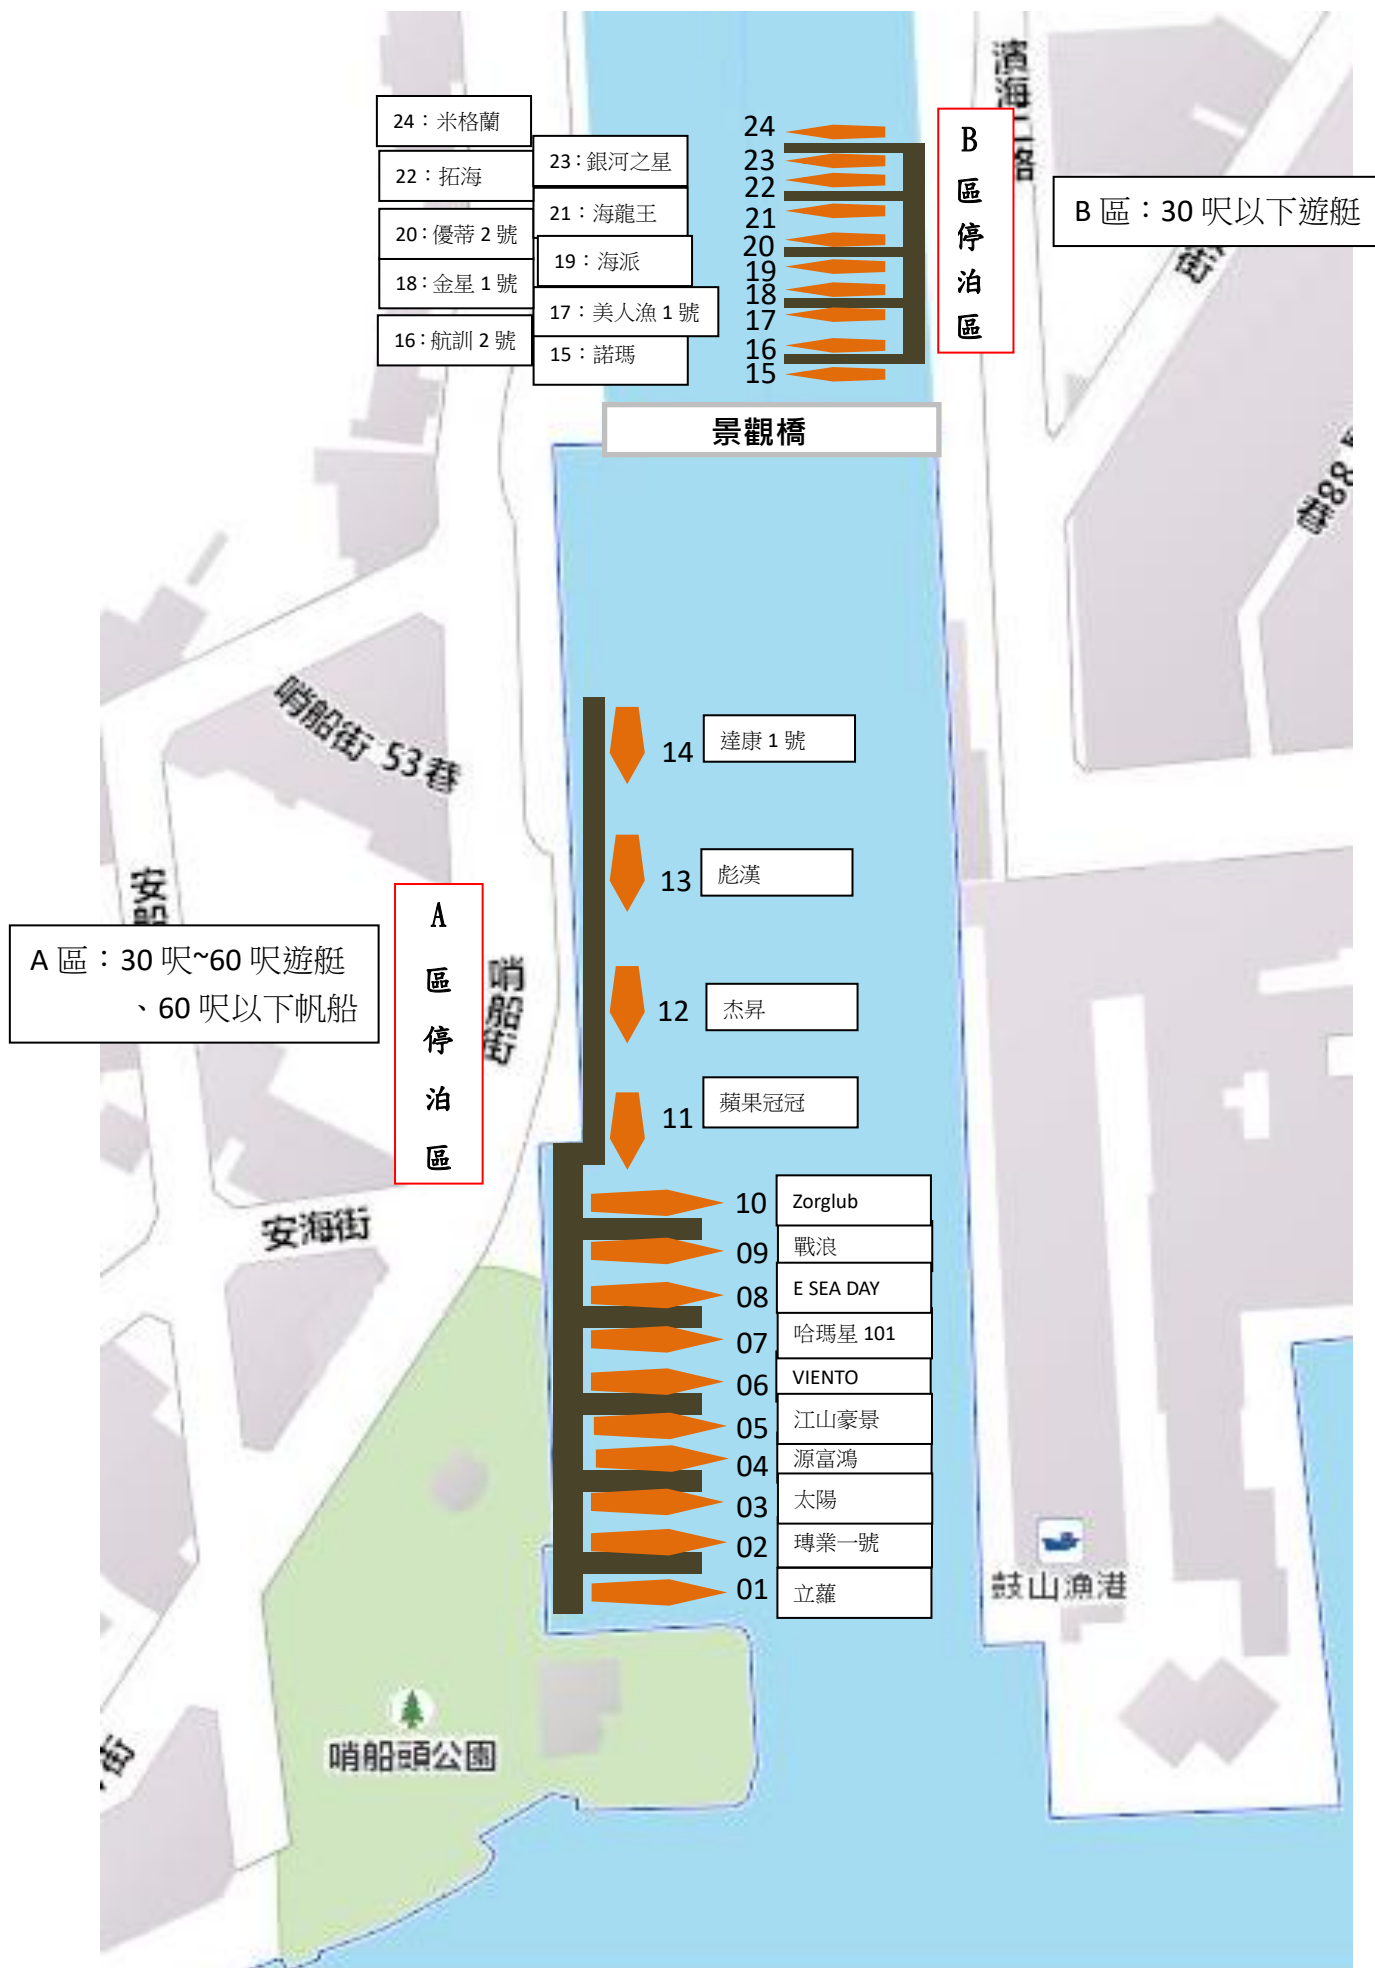 濱海二路
24：米格蘭
23：銀河之星
22：拓海
21：海龍王
20：優蒂 2 號
19：海派
18：金星 1 號
17：美人漁 1 號
16：航訓 2 號
15：諾瑪
24
23
22
21
20
19
18
17
16
15
B
區
停
泊
區
B 區：30 呎以下遊艇
街
景觀橋
巷88
哨船街 53巷
14
達康 1 號
13
彪漢
12
杰昇
11
蘋果冠冠
安船
A
區
停
泊
區
A 區：30 呎~60 呎遊艇
、60 呎以下帆船
哨船街
安海街
10
Zorglub
09
戰浪
08
E SEA DAY
07
哈瑪星 101
06
VIENTO
05
江山豪景
04
源富鴻
03
太陽
02
瑼業一號
01
立蘿
鼓山漁港
哨船頭公園
街